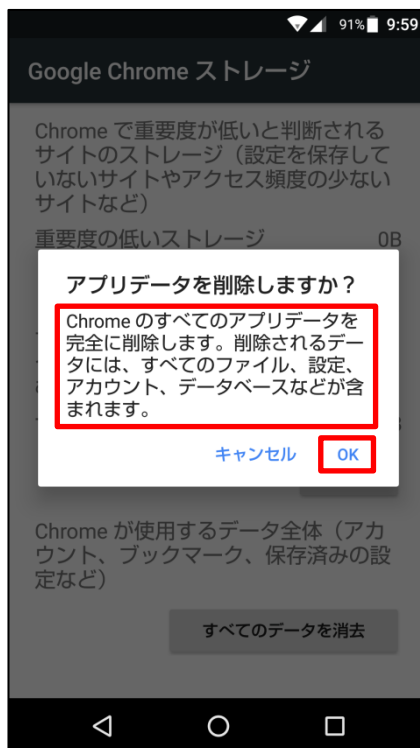 91% 9:59
Google Chrome ストレージ
Chrome で重要度が低いと判断される
サイトのストレージ（設定を保存して
いないサイトやアクセス頻度の少ない
サイトなど）
重要度の低いストレージ 0B
アプリデータを削除しますか？
Chrome のすべてのアプリデータを
完全に削除します。削除されるデー
タには、すべてのファイル、設定、
アカウント、データベースなどが含
まれます。
キャンセル OK
Chrome が使用するデータ全体（アカ
ウント、ブックマーク、保存済みの設
定など）
すべてのデータを消去